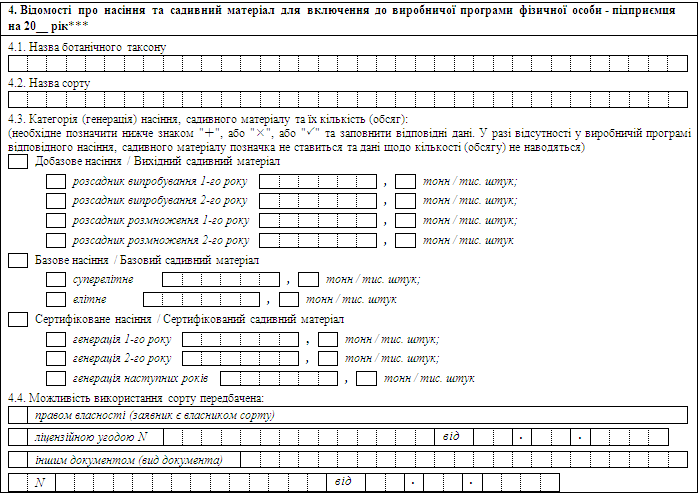 4. Відомості про насіння та садивний матеріал для включення до виробничої програми фізичної особи - підприємця
на 20__ рік***
4.1. Назва ботанічного таксону
4.2. Назва сорту
4.3. Категорія (генерація) насіння, садивного матеріалу та їх кількість (обсяг):
(необхідне позначити нижче знаком "+", або "×", або "✓" та заповнити відповідні дані. У разі відсутності у виробничій програмі
відповідного насіння, садивного матеріалу позначка не ставиться та дані щодо кількості (обсягу) не наводяться)
Добазове насіння / Вихідний садивний матеріал
розсадник випробування 1-го року , тонн / тис. штук;
розсадник випробування 2-го року , тонн / тис. штук;
розсадник розмноження 1-го року , тонн / тис. штук;
розсадник розмноження 2-го року , тонн / тис. штук
Базове насіння / Базовий садивний матеріал
суперелітне , тонн / тис. штук;
елітне , тонн / тис. штук
Сертифіковане насіння / Сертифікований садивний матеріал
генерація 1-го року , тонн / тис. штук;
генерація 2-го року , тонн / тис. штук;
генерація наступних років , тонн / тис. штук
4.4. Можливість використання сорту передбачена:
правом власності (заявник є власником сорту)
ліцензійною угодою N від . .
іншим документом (вид документа)
N від . .